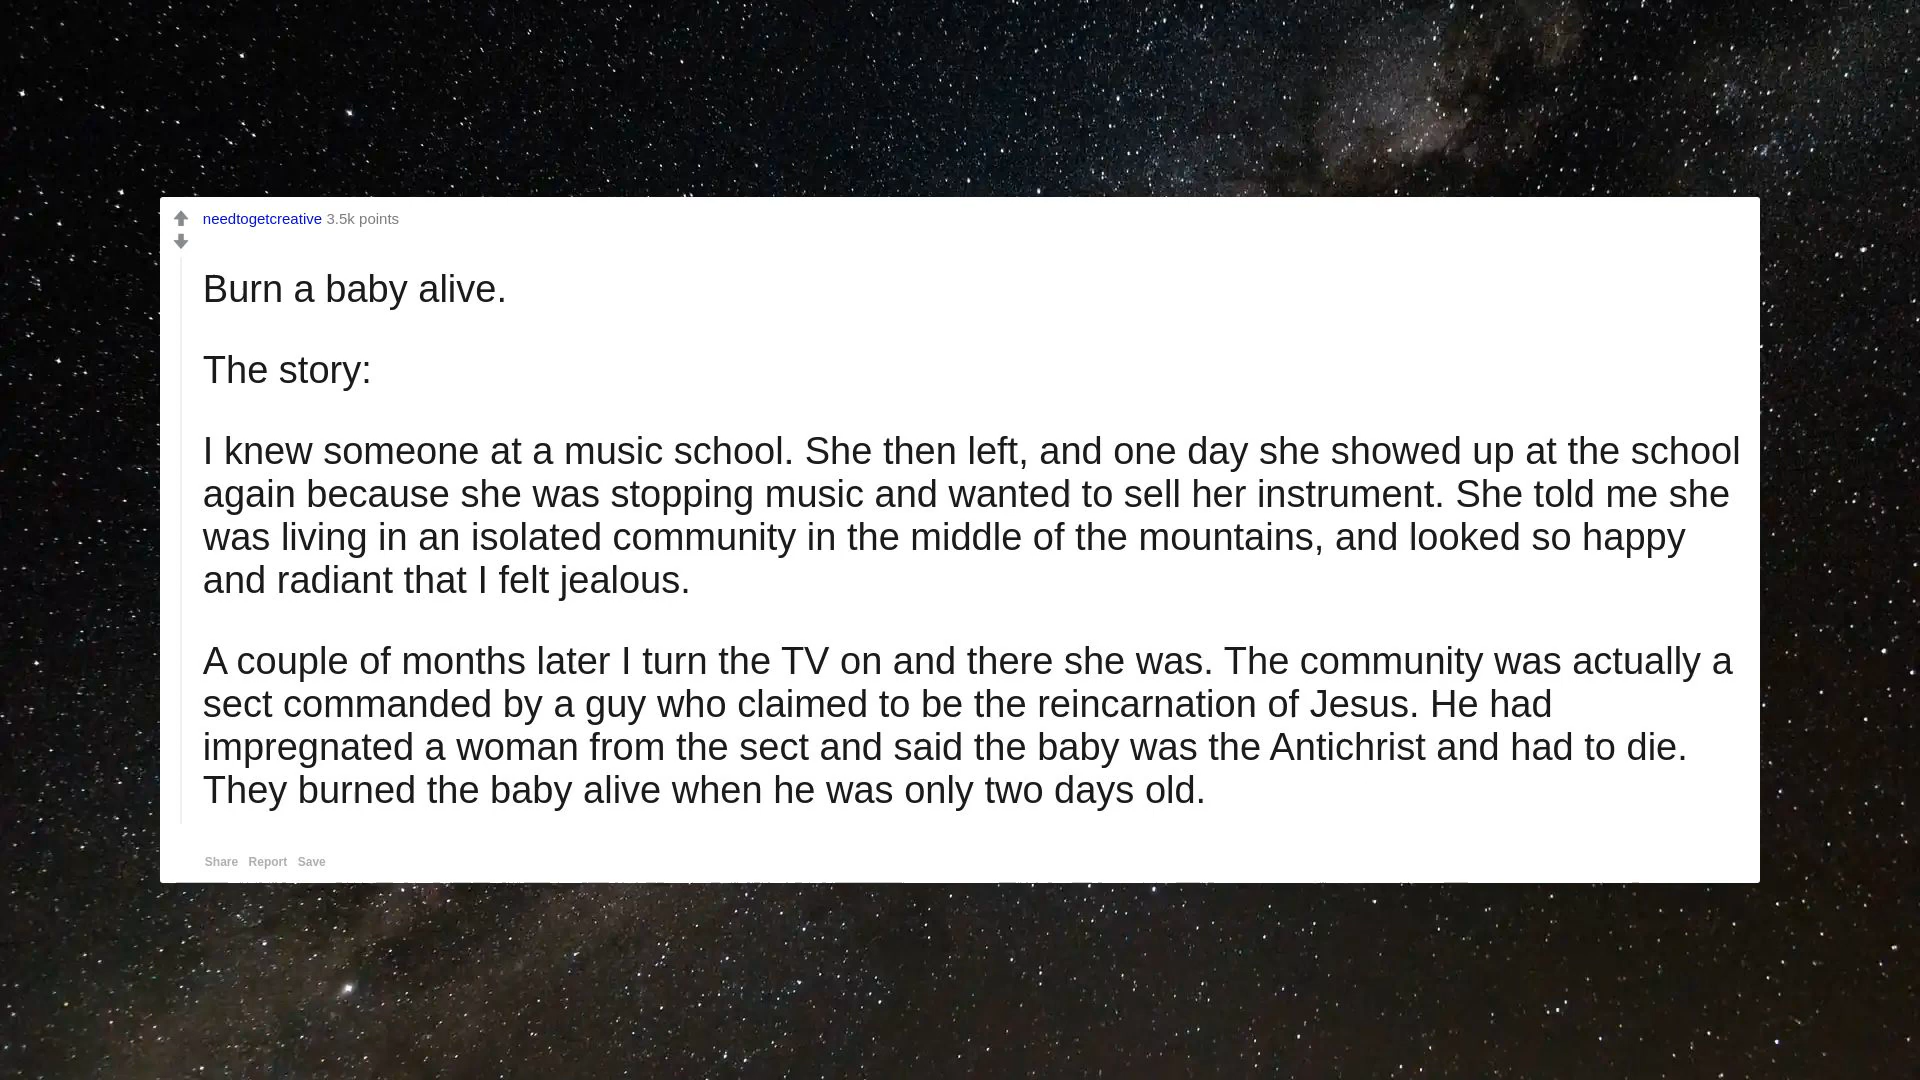 needtogetcreative 3.5k points
Burn a baby alive.
The story:
I knew someone at a music school. She then left, and one day she showed up at the school
again because she was stopping music and wanted to sell her instrument. She told me she
was living in an isolated community in the middle of the mountains, and looked so happy
and radiant that I felt jealous.
A couple of months later I turn the TV on and there she was. The community was actually a
sect commanded by a guy who claimed to be the reincarnation of Jesus. He had
impregnated a woman from the sect and said the baby was the Antichrist and had to die.
They burned the baby alive when he was only two days old.
Share Report Save